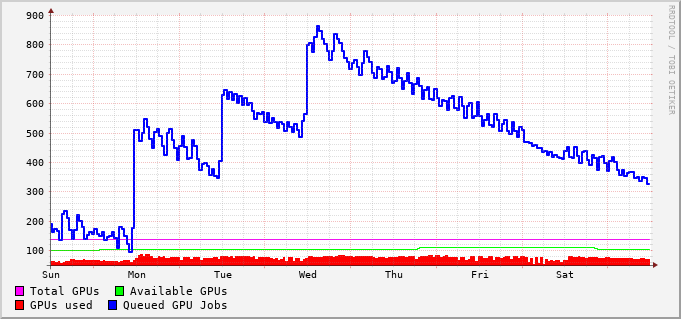 900
800
700
600
500
400
300
200
100
Sun Mon Tue Wed Thu Fri Sat
Total GPUs Available GPUs
GPUs used Queued GPU Jobs
RRDTOOL / TOBI OETIKER